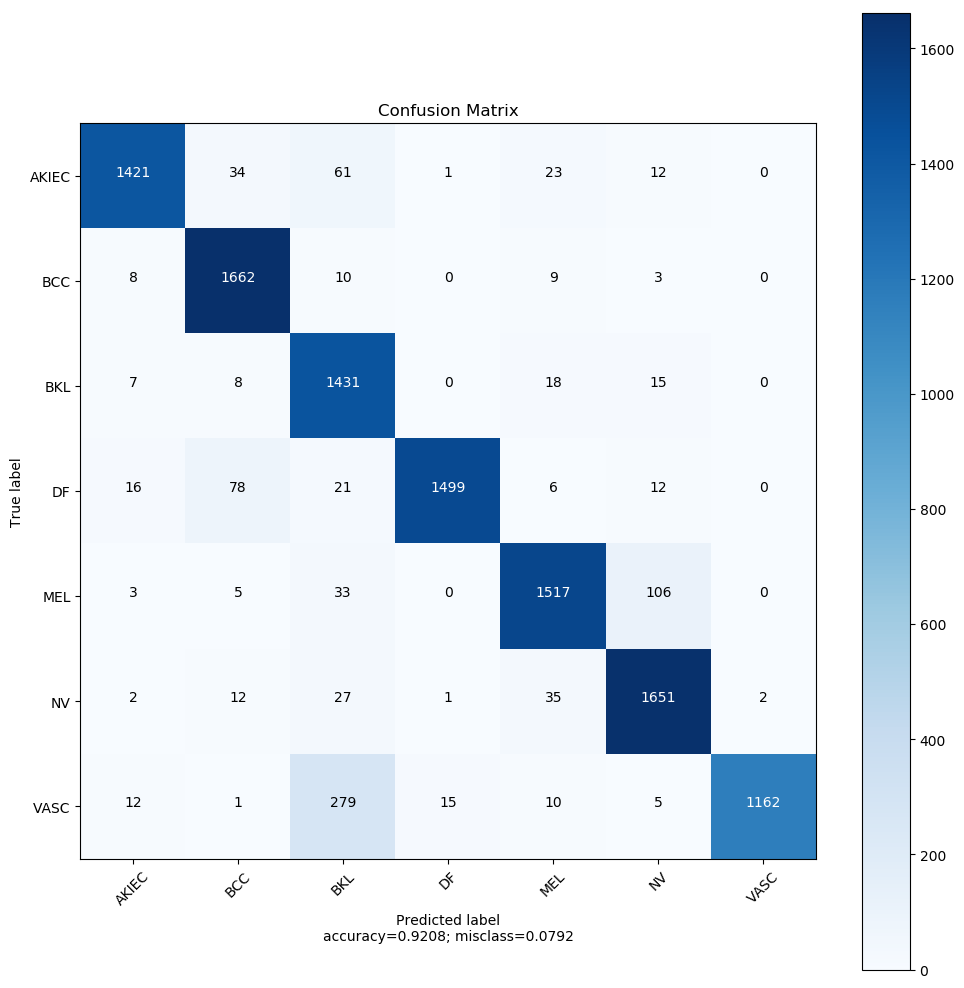 Confusion Matrix
True label
AKIEC 1421 34 61 1 23 12 0
BCC 8 1662 10 0 9 3 0
BKL 7 8 1431 0 18 15 0
DF 16 78 21 1499 6 12 0
MEL 3 5 33 0 1517 106 0
NV 2 12 27 1 35 1651 2
VASC 12 1 279 15 10 5 1162
AKIEC BCC BKL DF MEL NV VASC
Predicted label
accuracy=0.9208; misclass=0.0792
1600
1400
1200
1000
800
600
400
200
0